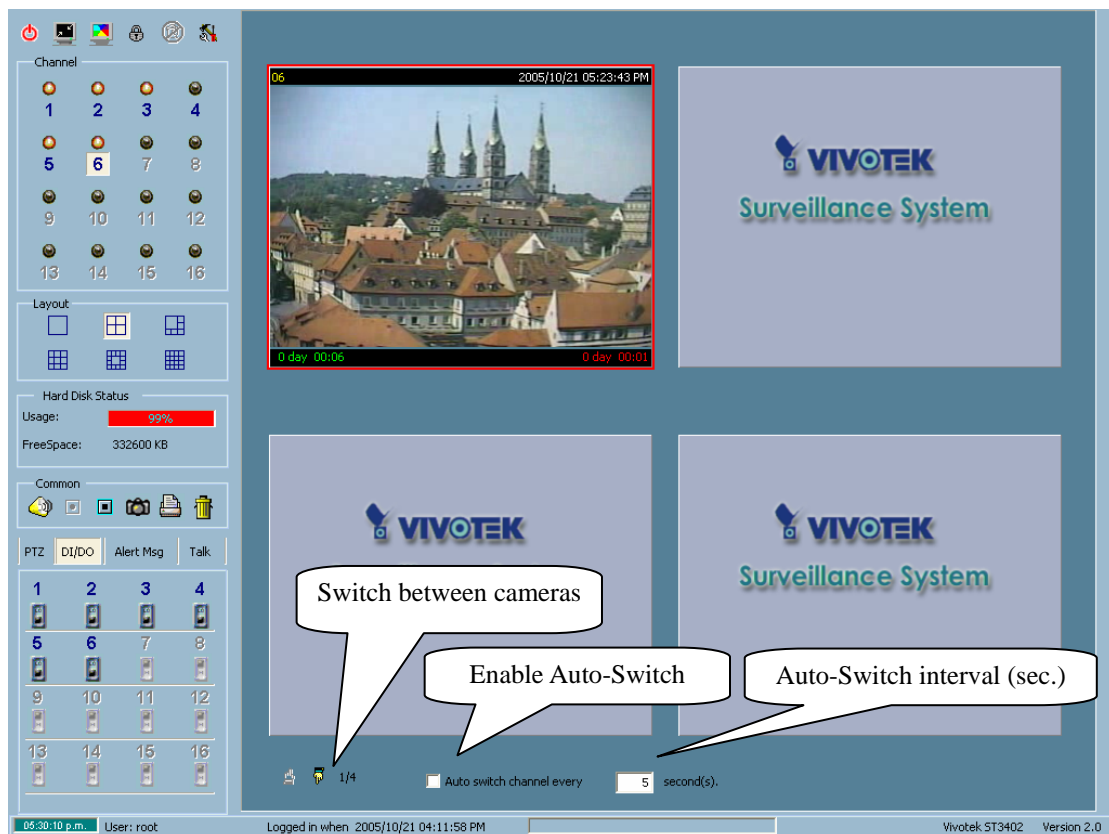 Channel
1 2 3 4
5 6 7 8
9 10 11 12
13 14 15 16
Layout
Hard Disk Status
Usage: 99%
FreeSpace: 332600 KB
Common
PTZ DI/DO Alert Msg Talk
1 2 3 4
5 6 7 8
9 10 11 12
13 14 15 16
06 2005/10/21 05:23:43 PM
0 day 00:06 0 day 00:01
VIVOTEK
Surveillance System
VIVOTEK
VIVOTEK
Surveillance System
Switch between cameras
Enable Auto-Switch
Auto-Switch interval (sec.)
1/4 Auto switch channel every 5 second(s).
05:30:10 p.m. User: root Logged in when 2005/10/21 04:11:58 PM Vivotek ST3402 Version 2.0